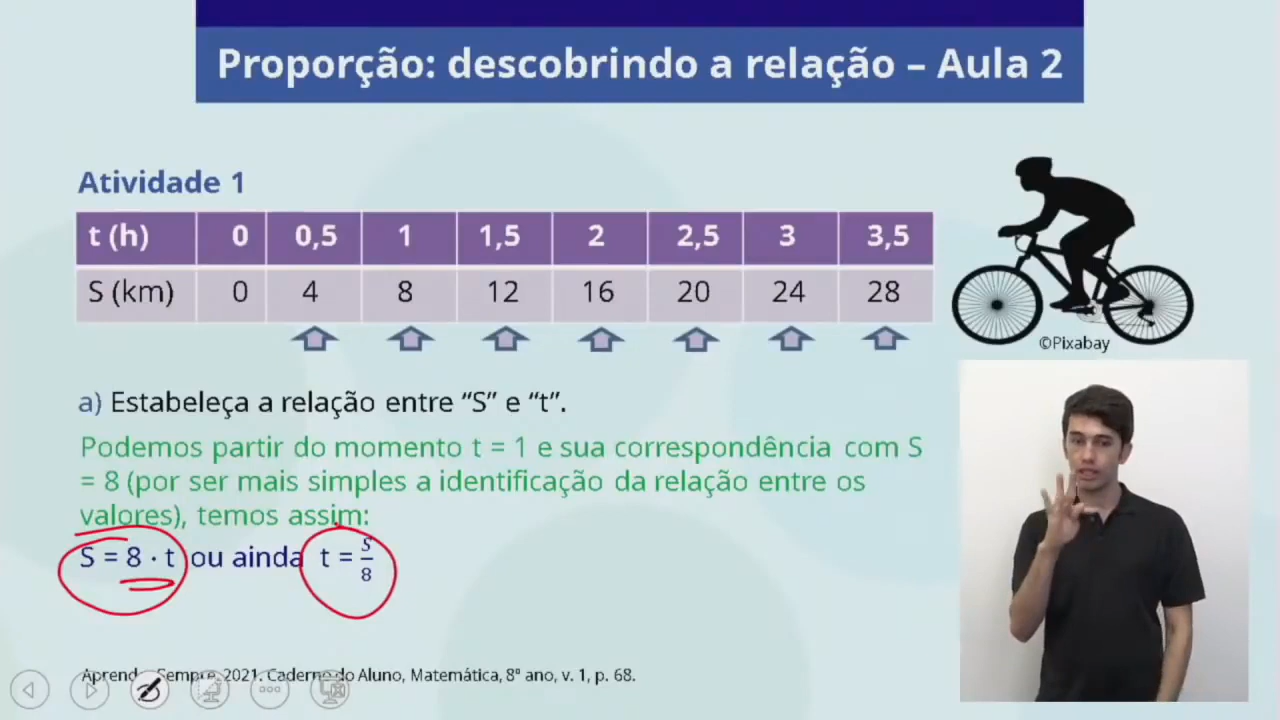 Proporção: descobrindo a relação – Aula 2
Atividade 1
t (h) 0 0,5 1 1,5 2 2,5 3 3,5
S (km) 0 4 8 12 16 20 24 28
©Pixabay
a) Estabeleça a relação entre “S” e “t”.
Podemos partir do momento t = 1 e sua correspondência com S
= 8 (por ser mais simples a identificação da relação entre os
valores), temos assim:
S = 8 · t ou ainda t = S/8
Aprender Sempre, 2021. Caderno do Aluno, Matemática, 8º ano, v. 1, p. 68.